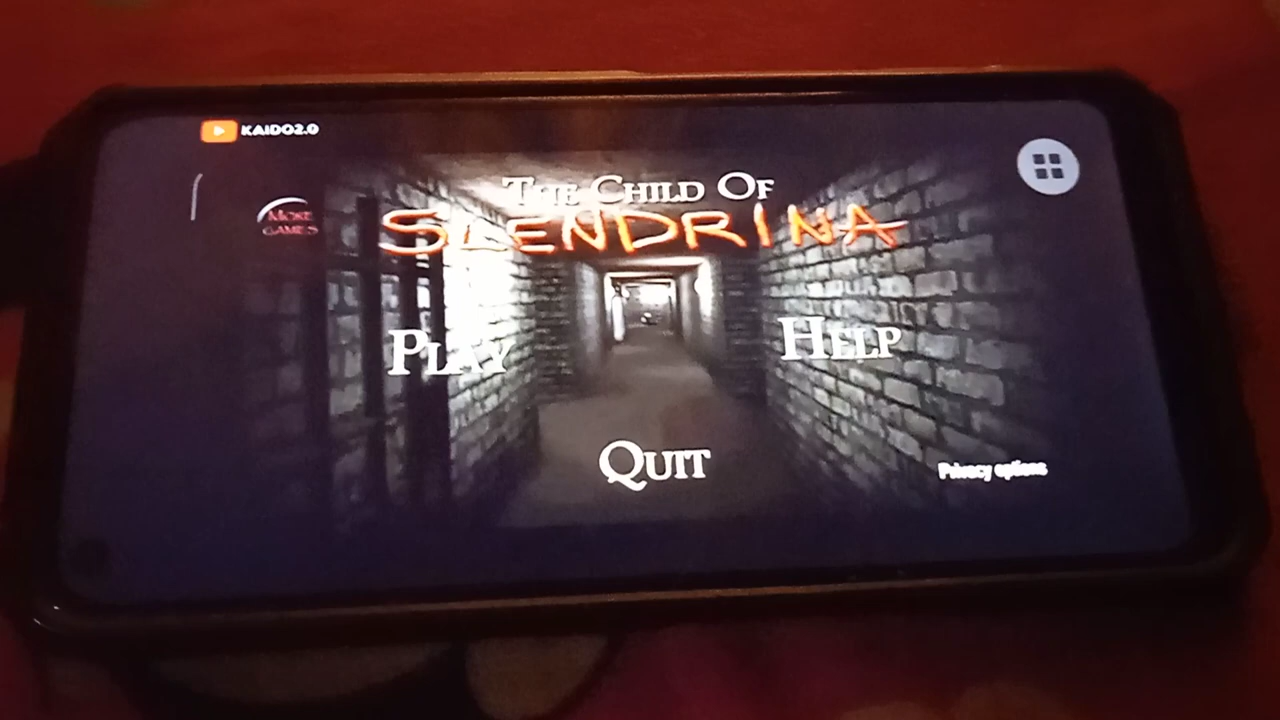 KAIDO2.0
THE CHILD OF
SLENDRINA
MORE
GAMES
PLAY
HELP
QUIT
Privacy options